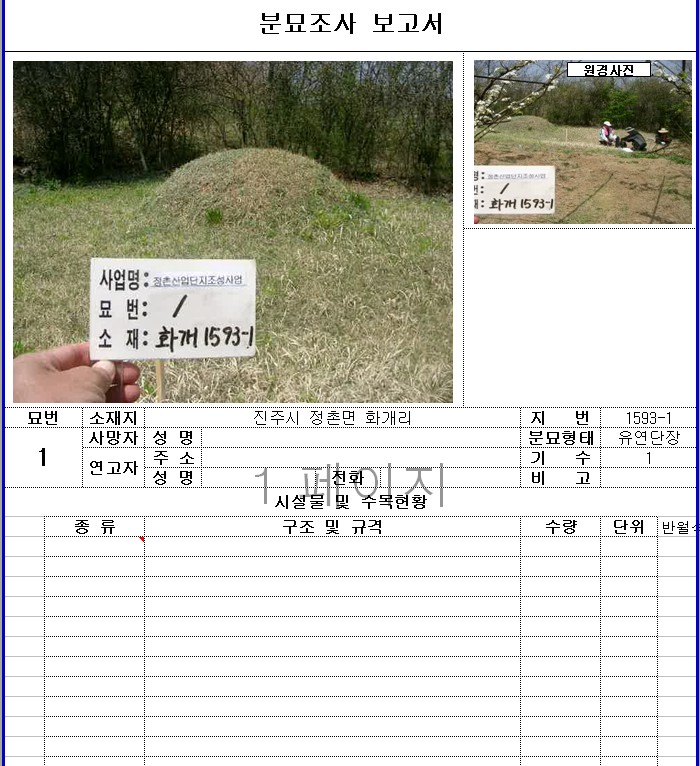 분묘조사 보고서
원경사진
사업명: 정촌산업단지조성사업
묘 번: 1
소 재: 화개 1593-1
명: 정촌산업단지조성사업
번: 1
재: 화개 1593-1
묘번 소재지 진주시 정촌면 화개리 지 번 1593-1
1 사망자 성 명 분묘형태 유연단장
연고자 주 소 기 수 1
성 명 전화 비 고
1 페이지
시설물 및 수목현황
종 류 구조 및 규격 수량 단위 반월